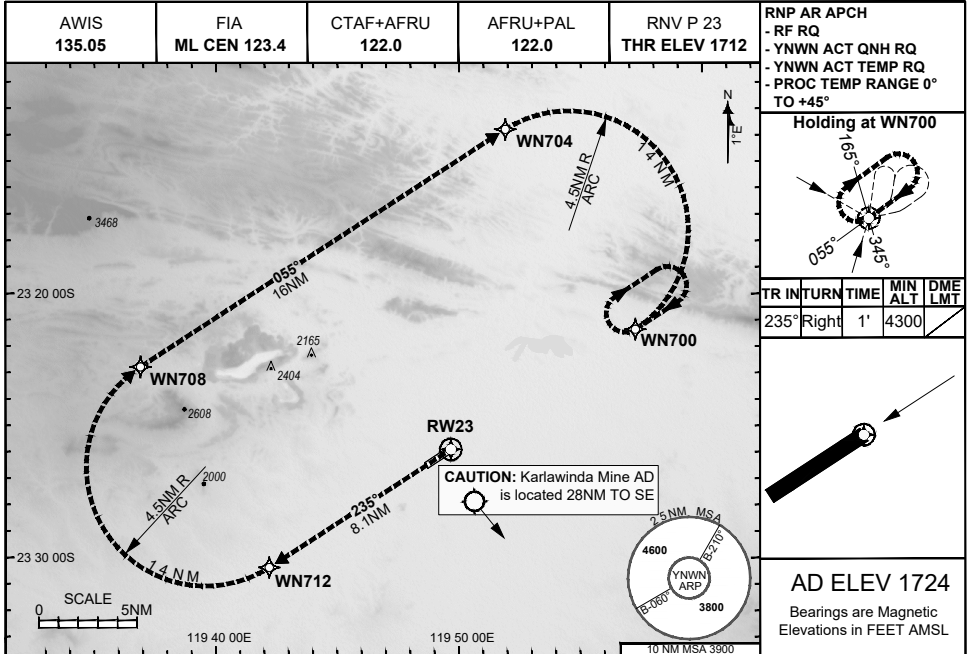 AWIS
135.05
FIA
ML CEN 123.4
CTAF+AFRU
122.0
AFRU+PAL
122.0
RNV P 23
THR ELEV 1712
RNP AR APCH
- RF RQ
- YNWN ACT QNH RQ
- YNWN ACT TEMP RQ
- PROC TEMP RANGE 0°
TO +45°
N
1°E
WN704
14 NM
4.5NM R
ARC
3468
055°
16NM
23 20 00S
WN700
2165
2404
WN708
2608
RW23
2000
4.5NM R
ARC
CAUTION: Karlawinda Mine AD
is located 28NM TO SE
235°
8.1NM
23 30 00S
14 NM
WN712
SCALE
0 5NM
119 40 00E
119 50 00E
25NM MSA
4600
B-210°
YNWN
ARP
B-060°
3800
10 NM MSA 3900
Holding at WN700
165°
055°
345°
TR IN TURN TIME MIN ALT DME LMT
235° Right 1' 4300
AD ELEV 1724
Bearings are Magnetic
Elevations in FEET AMSL